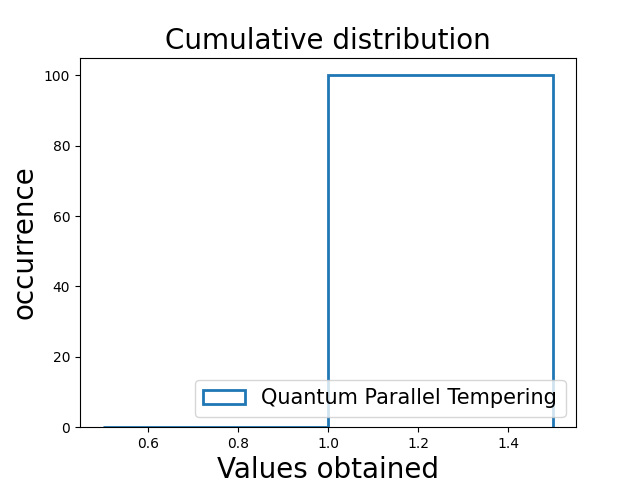 Cumulative distribution
occurrence
100
80
60
40
20
0
Quantum Parallel Tempering
0.6 0.8 1.0 1.2 1.4
Values obtained